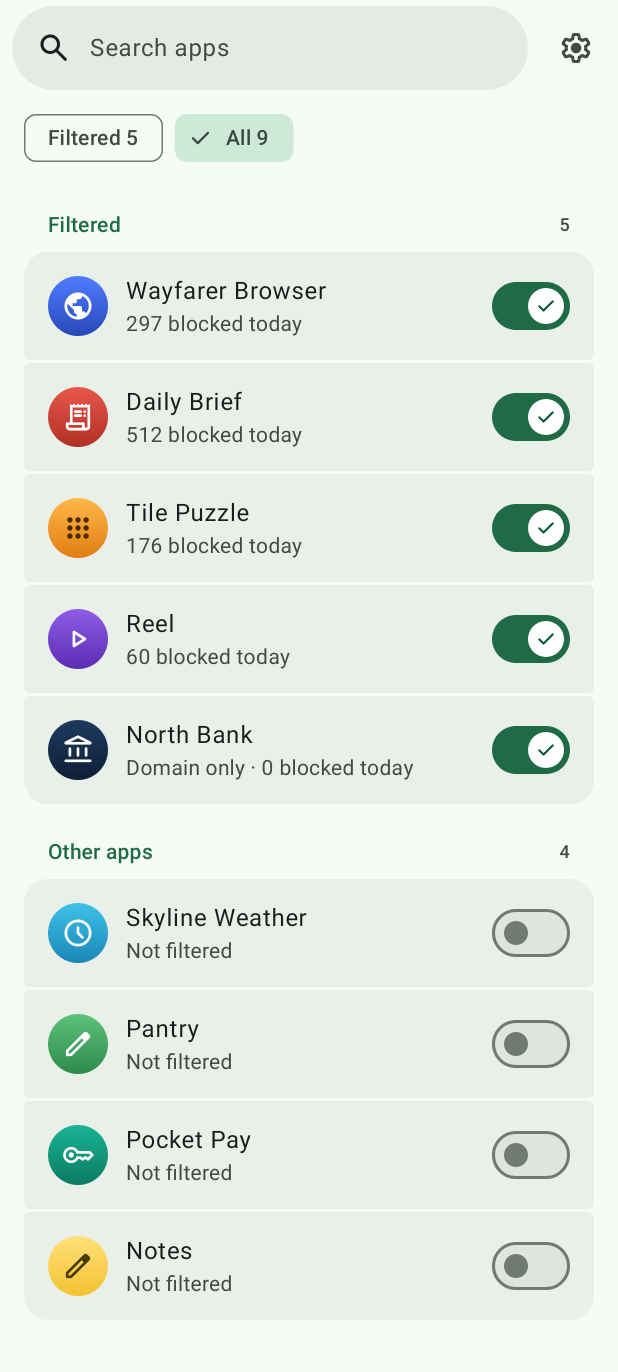 Search apps
Filtered 5
All 9
Filtered 5
Wayfarer Browser
297 blocked today
Daily Brief
512 blocked today
Tile Puzzle
176 blocked today
Reel
60 blocked today
North Bank
Domain only · 0 blocked today
Other apps 4
Skyline Weather
Not filtered
Pantry
Not filtered
Pocket Pay
Not filtered
Notes
Not filtered